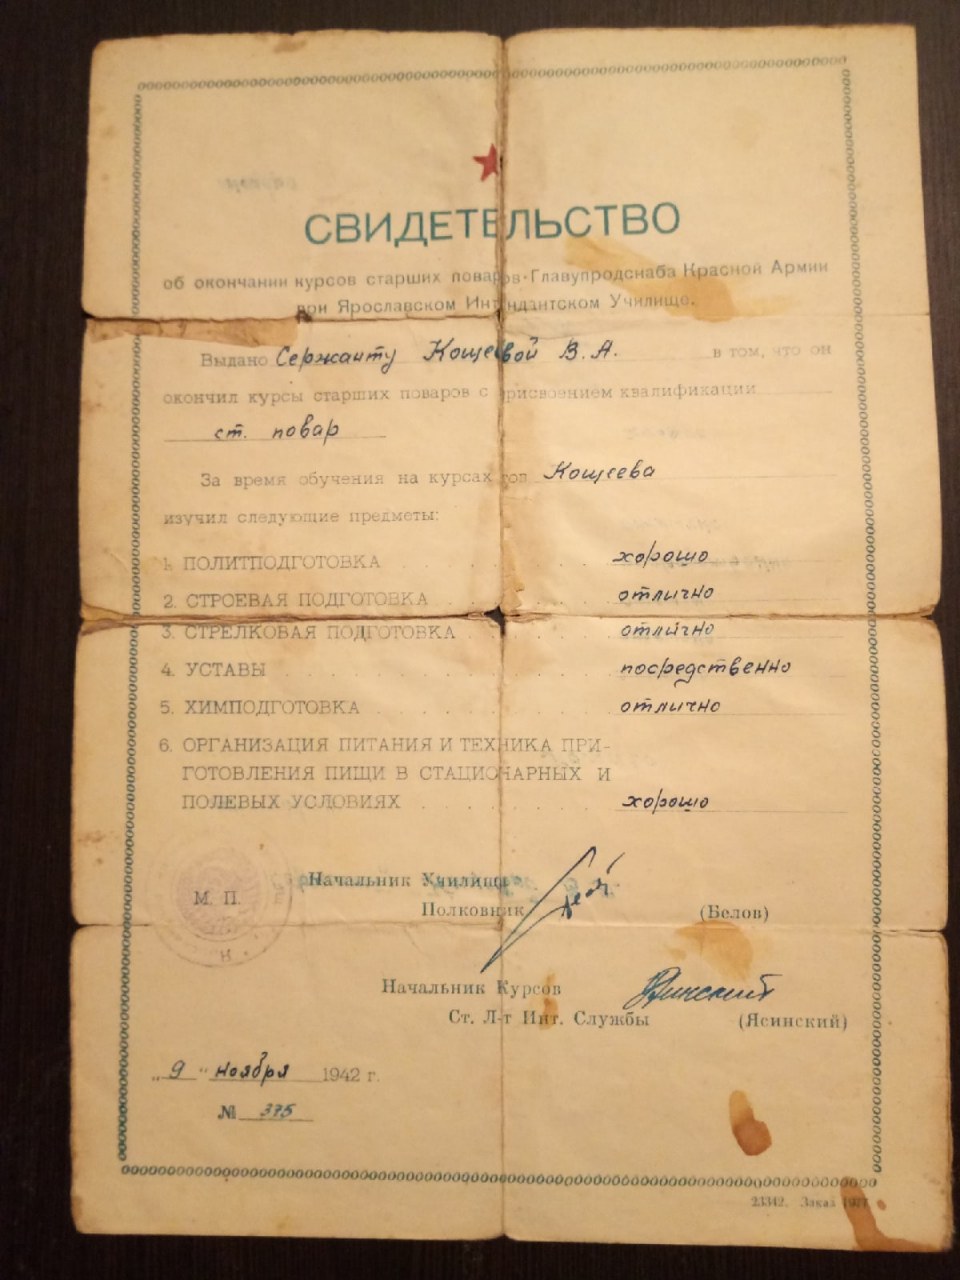 СВИДЕТЕЛЬСТВО
об окончании курсов старших поваров Главупродснаба Красной Армии
при Ярославском Интендантском Училище.
Выдано Сержанту Кощеевой В. А. в том, что он
окончил курсы старших поваров с присвоением квалификации
ст. повар
За время обучения на курсах тов. Кощеева
изучил следующие предметы:
1. ПОЛИТПОДГОТОВКА хорошо
2. СТРОЕВАЯ ПОДГОТОВКА отлично
3. СТРЕЛКОВАЯ ПОДГОТОВКА отлично
4. УСТАВЫ посредственно
5. ХИМПОДГОТОВКА отлично
6. ОРГАНИЗАЦИЯ ПИТАНИЯ И ТЕХНИКА ПРИ-
ГОТОВЛЕНИЯ ПИЩИ В СТАЦИОНАРНЫХ И
ПОЛЕВЫХ УСЛОВИЯХ хорошо
Начальник Училища
М. П.
Полковник (Белов)
Начальник Курсов
Ст. Л-т Инт. Службы (Ясинский)
„9" ноября 1942 г.
№ 375
23342. Заказ